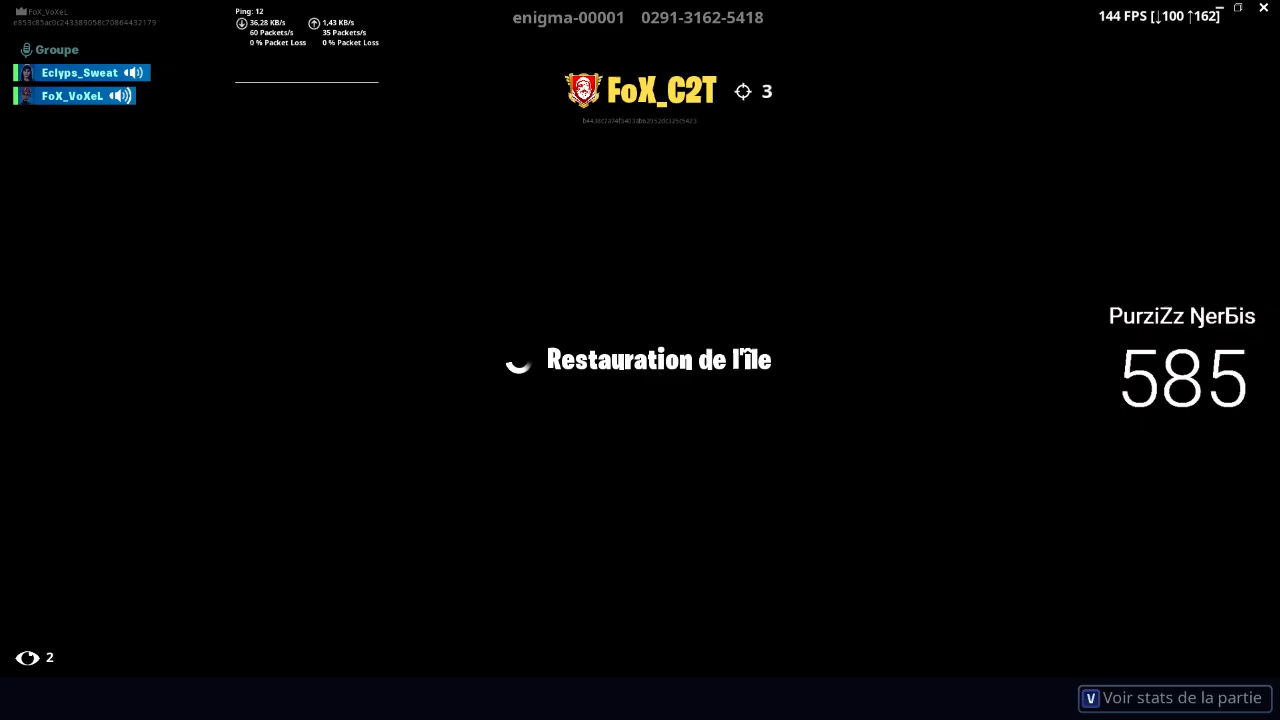 FoX_VoXeL
Ping: 12
36,28 KB/s
1,43 KB/s
60 Packets/s
35 Packets/s
0 % Packet Loss
0 % Packet Loss
enigma-00001 0291-3162-5418
144 FPS [↓100 ↑162]
Groupe
Eclyps_Sweat
FoX_VoXeL
FoX_C2T
3
PurziZz ŊerБis
585
Restauration de l'île
2
V Voir stats de la partie